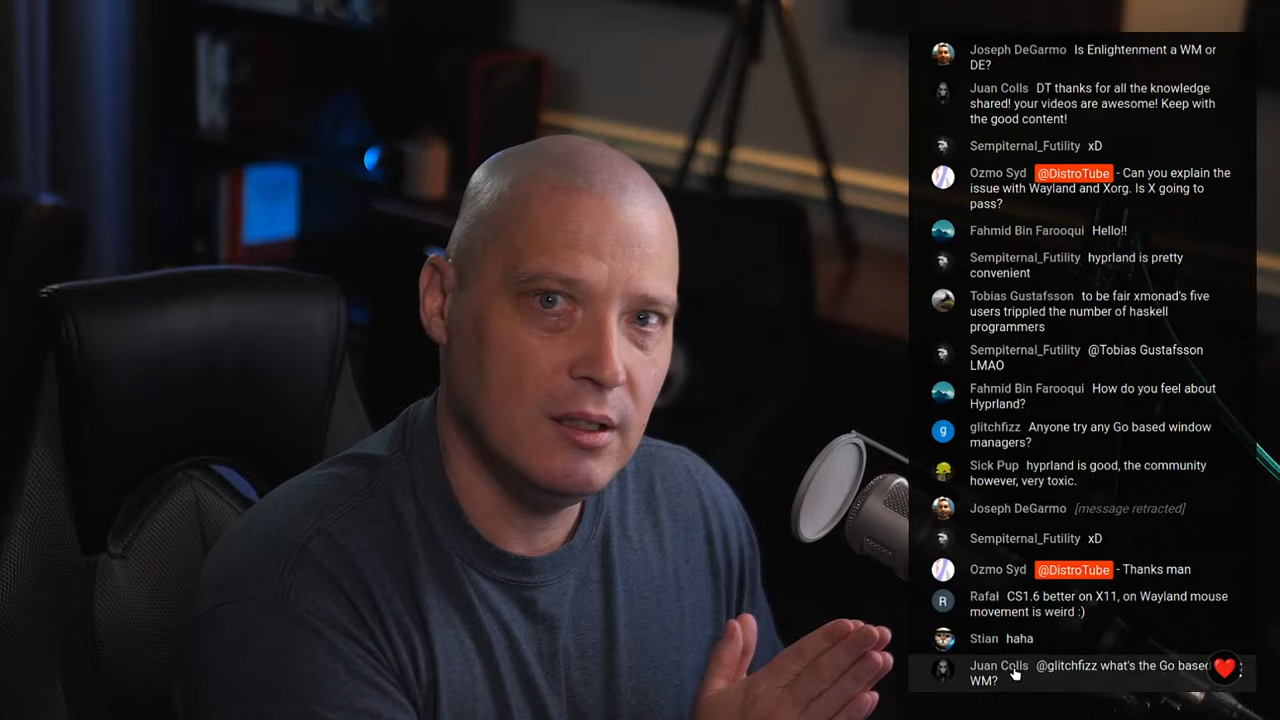 Joseph DeGarmo Is Enlightenment a WM or
DE?
Juan Colls DT thanks for all the knowledge
shared! your videos are awesome! Keep with
the good content!
Sempiternal_Futility xD
Ozmo Syd @DistroTube - Can you explain the
issue with Wayland and Xorg. Is X going to
pass?
Fahmid Bin Farooqui Hello!!
Sempiternal_Futility hyprland is pretty
convenient
Tobias Gustafsson to be fair xmonad's five
users trippled the number of haskell
programmers
Sempiternal_Futility @Tobias Gustafsson
LMAO
Fahmid Bin Farooqui How do you feel about
Hyprland?
g glitchfizz Anyone try any Go based window
managers?
Sick Pup hyprland is good, the community
however, very toxic.
Joseph DeGarmo [message retracted]
Sempiternal_Futility xD
Ozmo Syd @DistroTube - Thanks man
R Rafał CS1.6 better on X11, on Wayland mouse
movement is weird :)
Stian haha
Juan Colls @glitchfizz what's the Go based
WM?